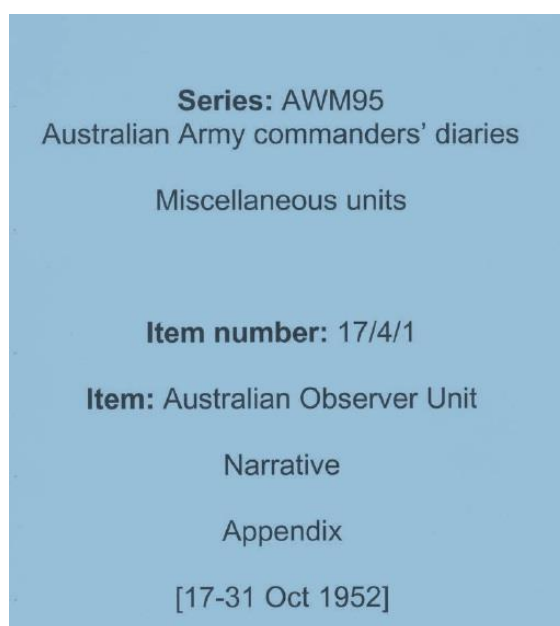 Series: AWM95
Australian Army commanders' diaries
Miscellaneous units
Item number: 17/4/1
Item: Australian Observer Unit
Narrative
Appendix
[17-31 Oct 1952]